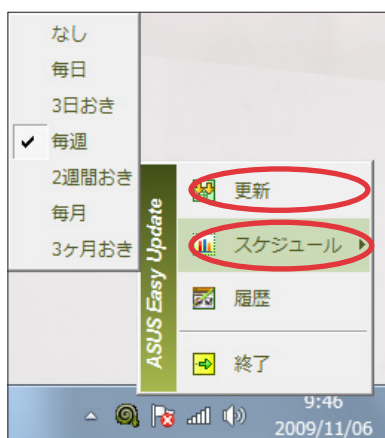 なし
毎日
3日おき
毎週
2週間おき
毎月
3ヶ月おき
ASUS Easy Update
更新
スケジュール
履歴
終了
9:46
2009/11/06